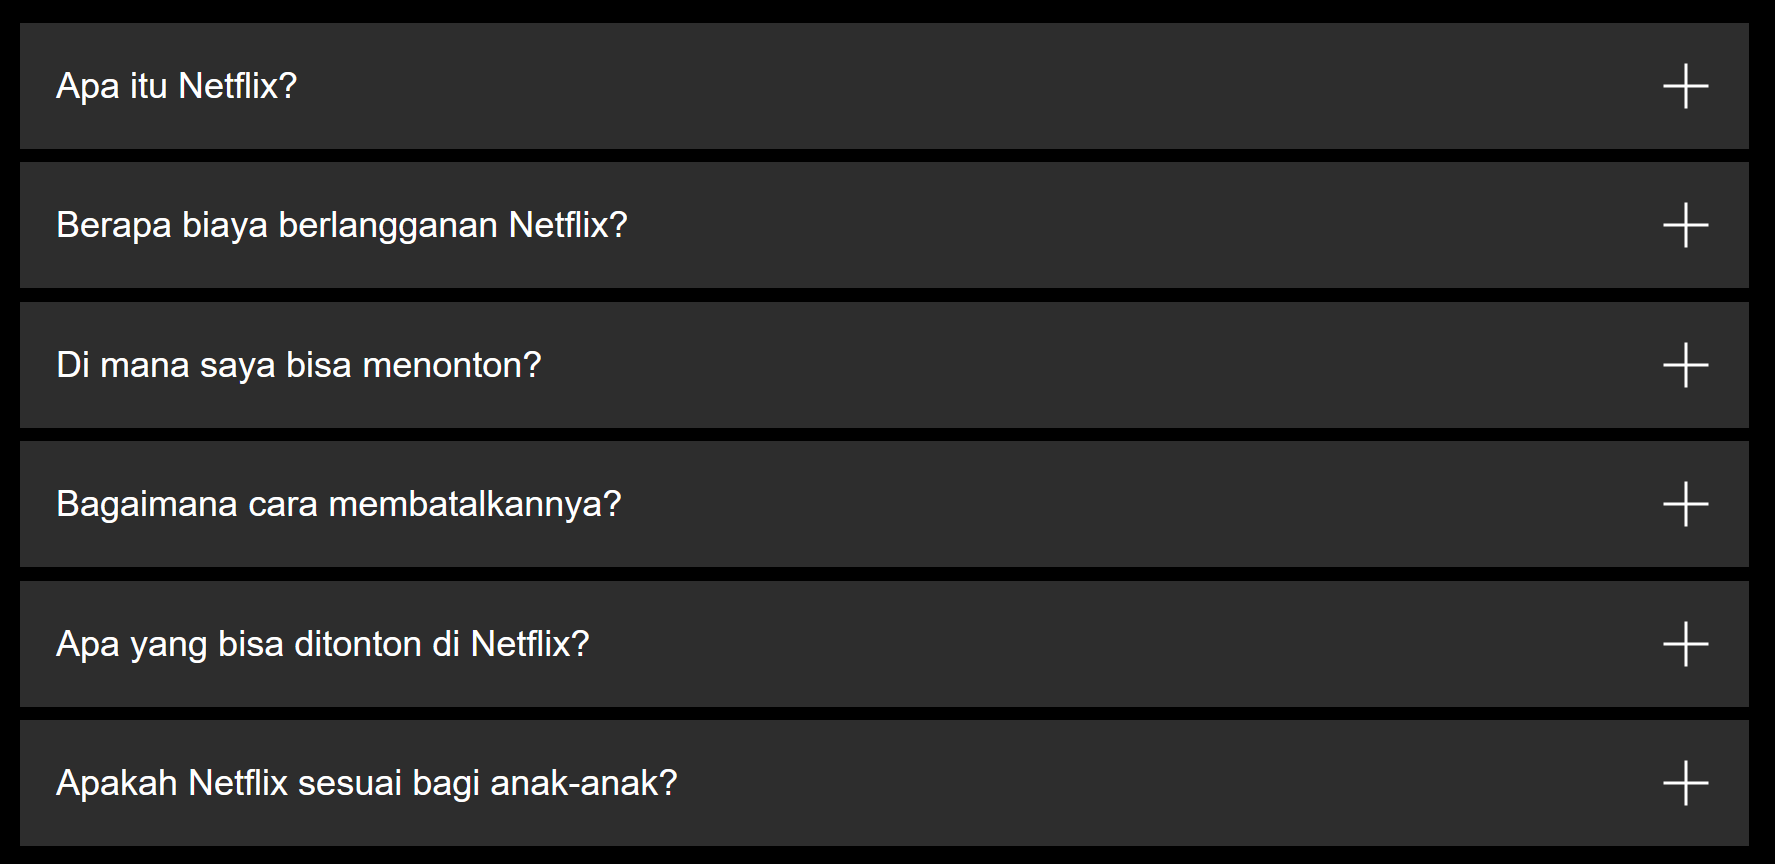 Apa itu Netflix?
Berapa biaya berlangganan Netflix?
Di mana saya bisa menonton?
Bagaimana cara membatalkannya?
Apa yang bisa ditonton di Netflix?
Apakah Netflix sesuai bagi anak-anak?